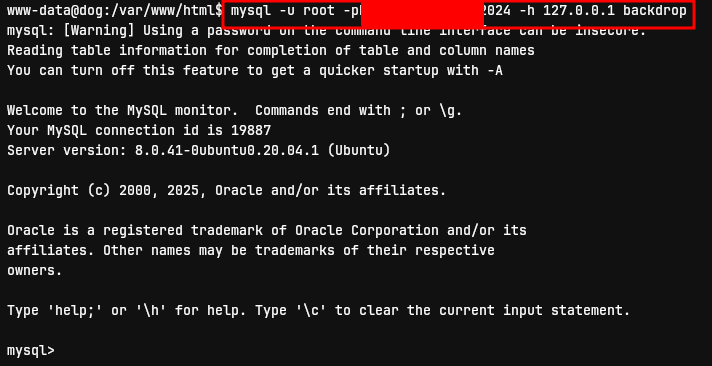 www-data@dog:/var/www/html$ mysql -u root -p 2024 -h 127.0.0.1 backdrop
mysql: [Warning] Using a password on the command line interface can be insecure.
Reading table information for completion of table and column names
You can turn off this feature to get a quicker startup with -A
Welcome to the MySQL monitor.  Commands end with ; or \g.
Your MySQL connection id is 19887
Server version: 8.0.41-0ubuntu0.20.04.1 (Ubuntu)
Copyright (c) 2000, 2025, Oracle and/or its affiliates.
Oracle is a registered trademark of Oracle Corporation and/or its
affiliates. Other names may be trademarks of their respective
owners.
Type 'help;' or '\h' for help. Type '\c' to clear the current input statement.
mysql>